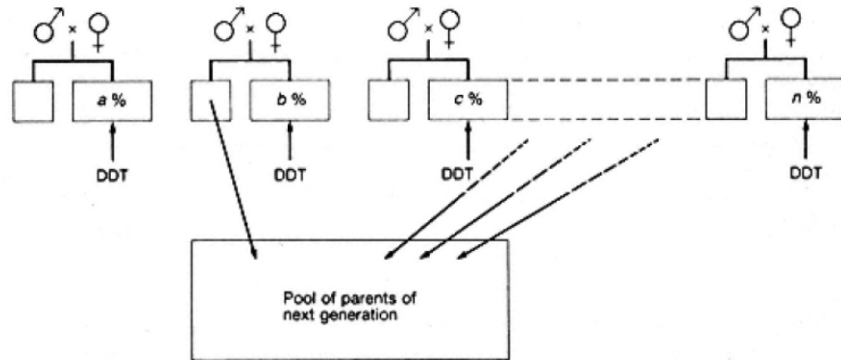 ♂ × ♀
♂ × ♀
♂ × ♀
♂ × ♀
a %
b %
c %
n %
DDT
DDT
DDT
DDT
Pool of parents of
next generation